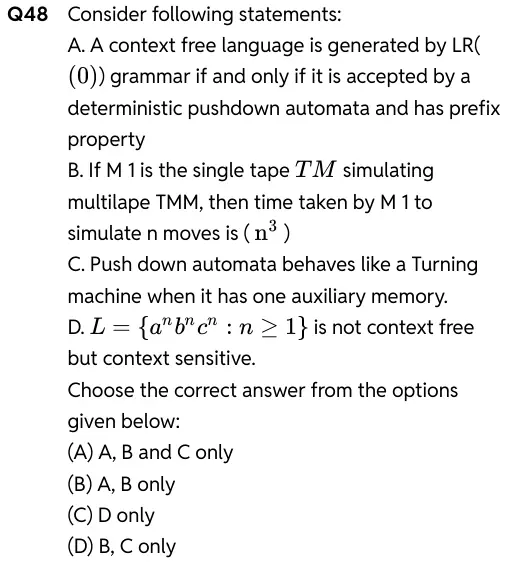 Q48 Consider following statements:
A. A context free language is generated by LR(
(0)) grammar if and only if it is accepted by a
deterministic pushdown automata and has prefix
property
B. If M 1 is the single tape TM simulating
multilape TMM, then time taken by M 1 to
simulate n moves is ( n³ )
C. Push down automata behaves like a Turning
machine when it has one auxiliary memory.
D. L = {aⁿbⁿcⁿ : n ≥ 1} is not context free
but context sensitive.
Choose the correct answer from the options
given below:
(A) A, B and C only
(B) A, B only
(C) D only
(D) B, C only